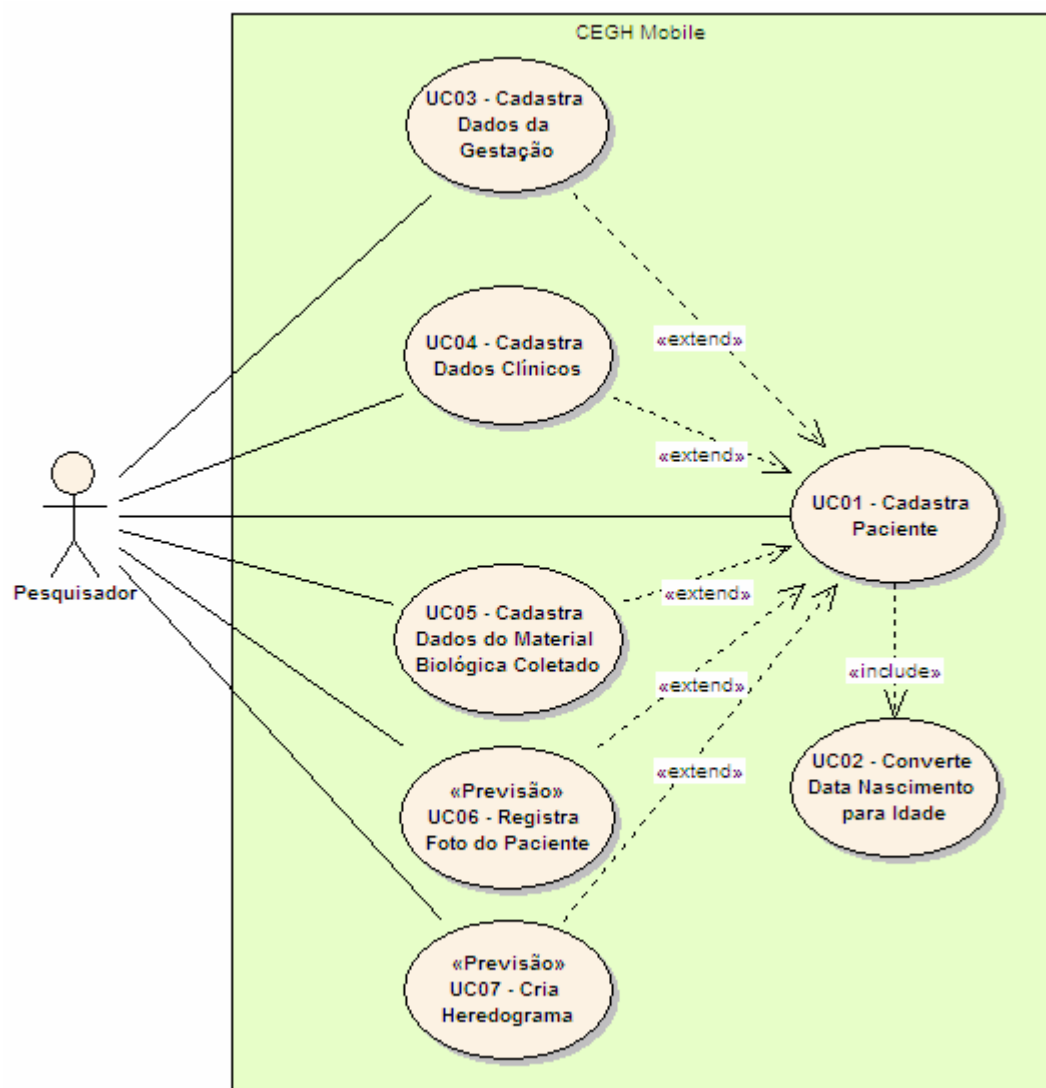 CEGH Mobile
UC03 - Cadastra
Dados da
Gestação
UC04 - Cadastra
Dados Clínicos
«extend»
«extend»
UC01 - Cadastra
Paciente
Pesquisador
UC05 - Cadastra
Dados do Material
Biológica Coletado
«extend»
«extend»
«include»
«extend»
«Previsão»
UC06 - Registra
Foto do Paciente
UC02 - Converte
Data Nascimento
para Idade
«Previsão»
UC07 - Cria
Heredograma